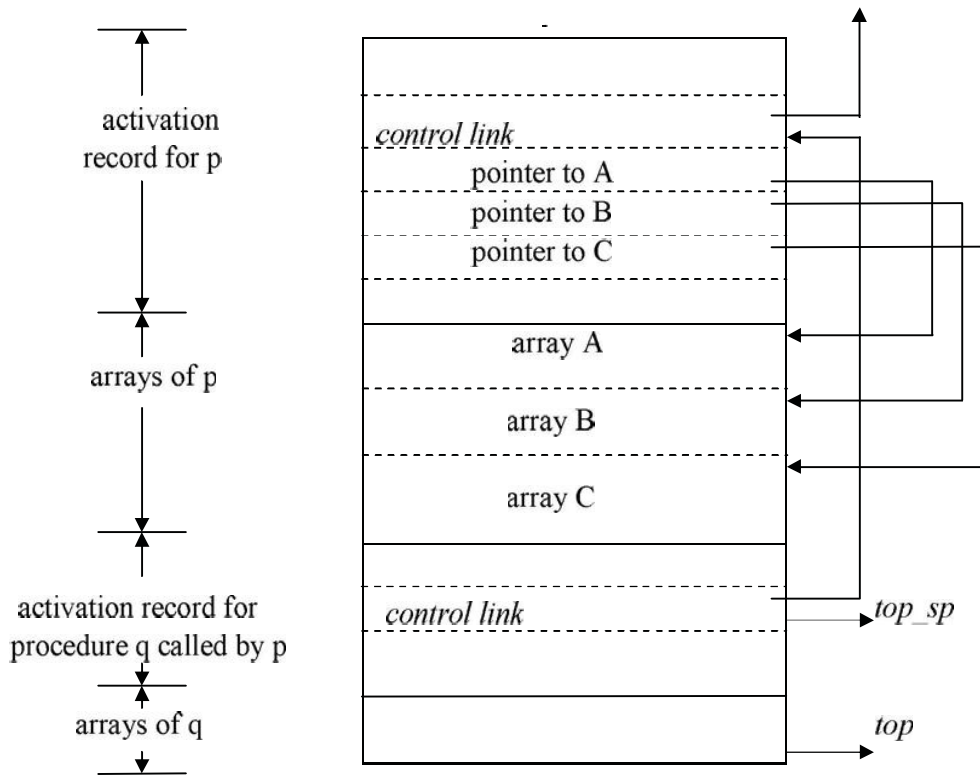 activation
record for p
control link
pointer to A
pointer to B
pointer to C
arrays of p
array A
array B
array C
activation record for
procedure q called by p
control link
top_sp
arrays of q
top